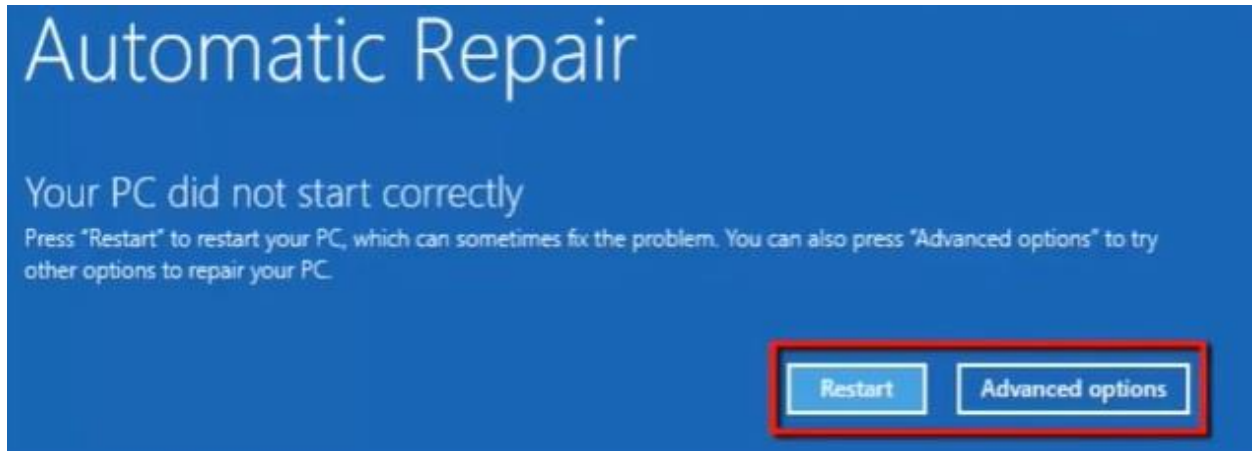 Automatic Repair
Your PC did not start correctly
Press "Restart" to restart your PC, which can sometimes fix the problem. You can also press "Advanced options" to try
other options to repair your PC.
Restart
Advanced options